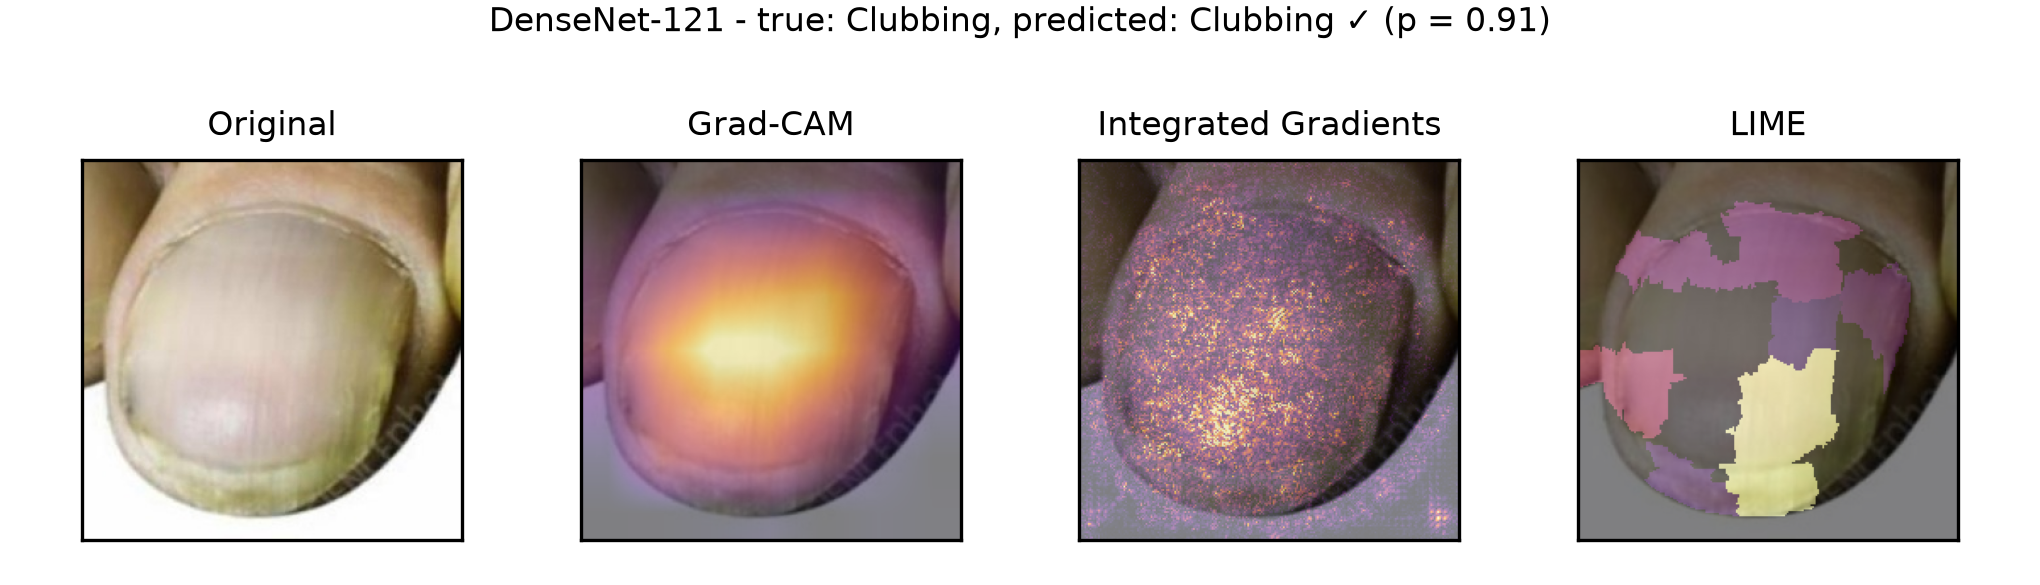 DenseNet-121 - true: Clubbing, predicted: Clubbing ✓ (p = 0.91)
Original
Grad-CAM
Integrated Gradients
LIME